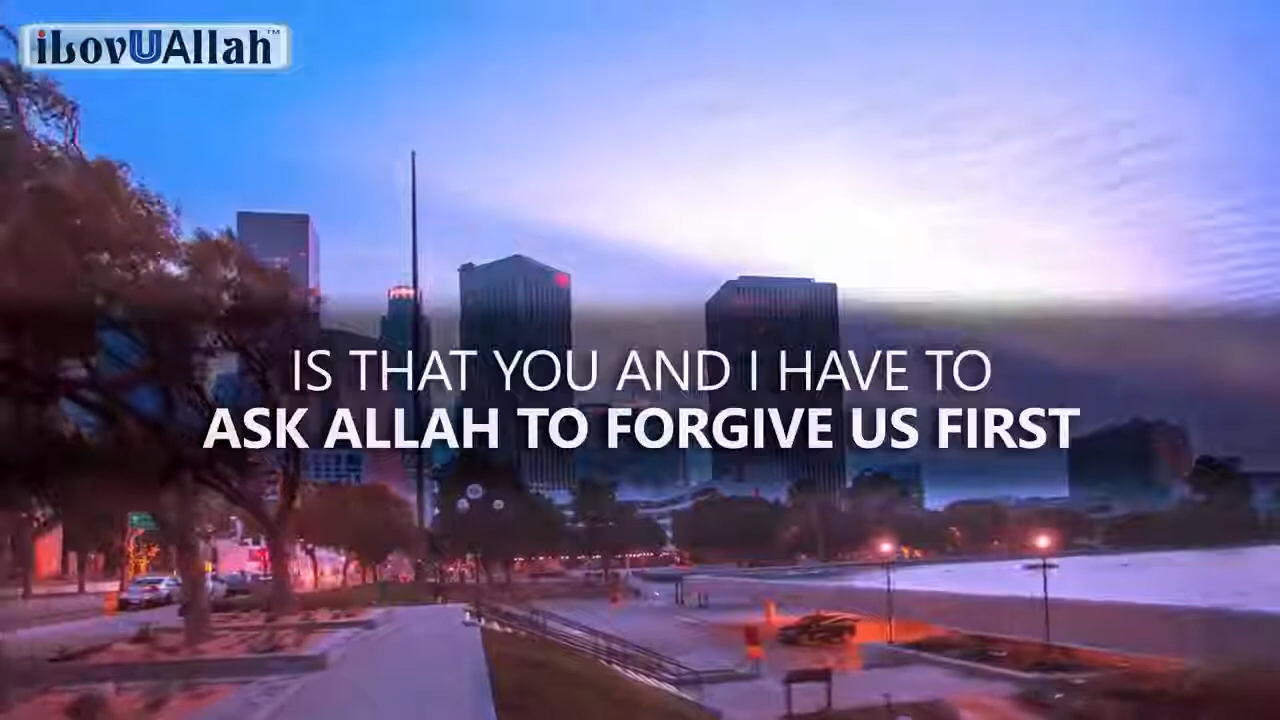 iLovUAllah™
IS THAT YOU AND I HAVE TO
ASK ALLAH TO FORGIVE US FIRST